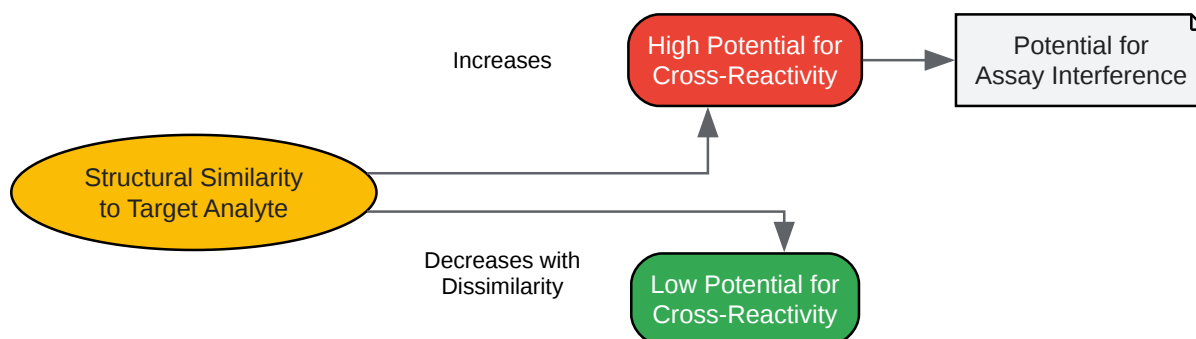 Increases
High Potential for
Cross-Reactivity
Potential for
Assay Interference
Structural Similarity
to Target Analyte
Decreases with
Dissimilarity
Low Potential for
Cross-Reactivity